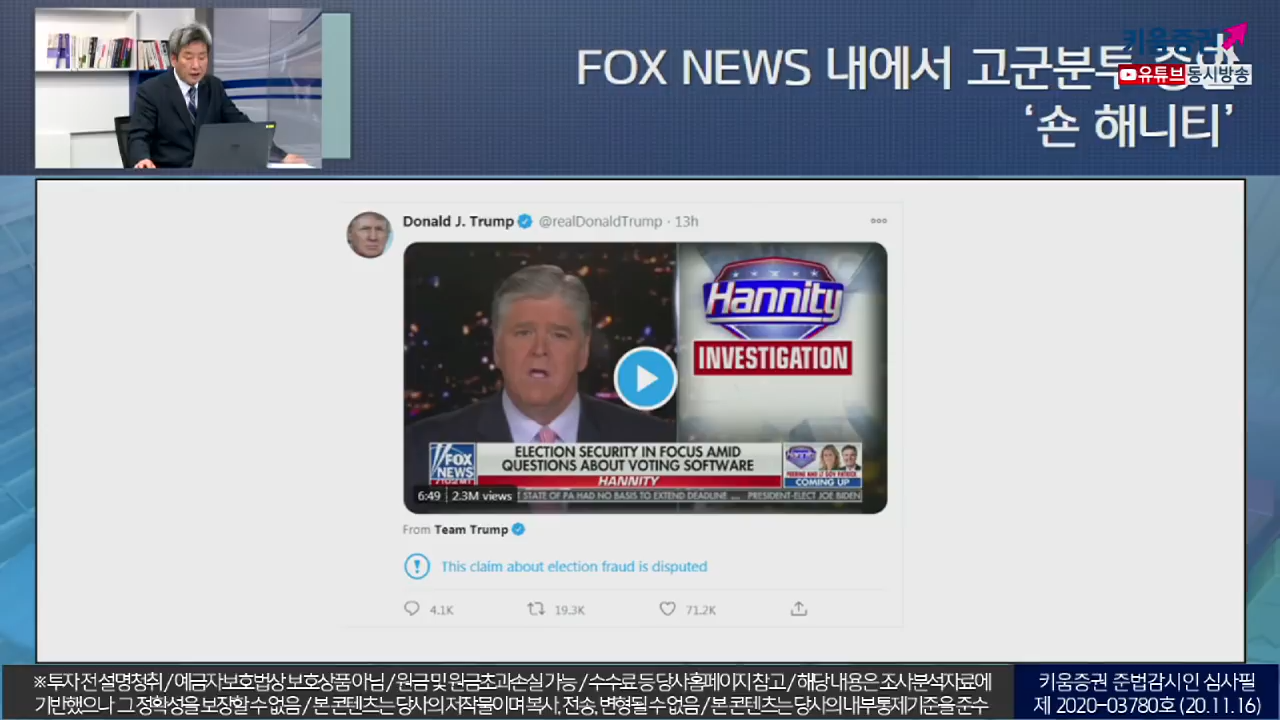 키움증권
유튜브 동시방송
FOX NEWS 내에서 고군분투
‘숀 해니티’
Donald J. Trump @realDonaldTrump · 13h
Hannity
INVESTIGATION
FOX
NEWS
ELECTION SECURITY IN FOCUS AMID
QUESTIONS ABOUT VOTING SOFTWARE
HANNITY
COMING UP
6:49 2.3M views
STATE OF PA HAD NO BASIS TO EXTEND DEADLINE PRESIDENT-ELECT JOE BIDEN
From Team Trump
This claim about election fraud is disputed
4.1K 19.3K 71.2K
※ 투자 전 설명청취 / 예금자보호법상 보호상품 아님 / 원금 및 원금초과손실 가능 / 수수료 등 당사홈페이지 참고 / 해당 내용은 조사분석자료에
기반했으나 그 정확성을 보장할 수 없음 / 본 콘텐츠는 당사의 저작물이며 복사, 전송, 변형될 수 없음 / 본 콘텐츠는 당사의 내부통제기준을 준수
키움증권 준법감시인 심사필
제 2020-03780호 (20.11.16)